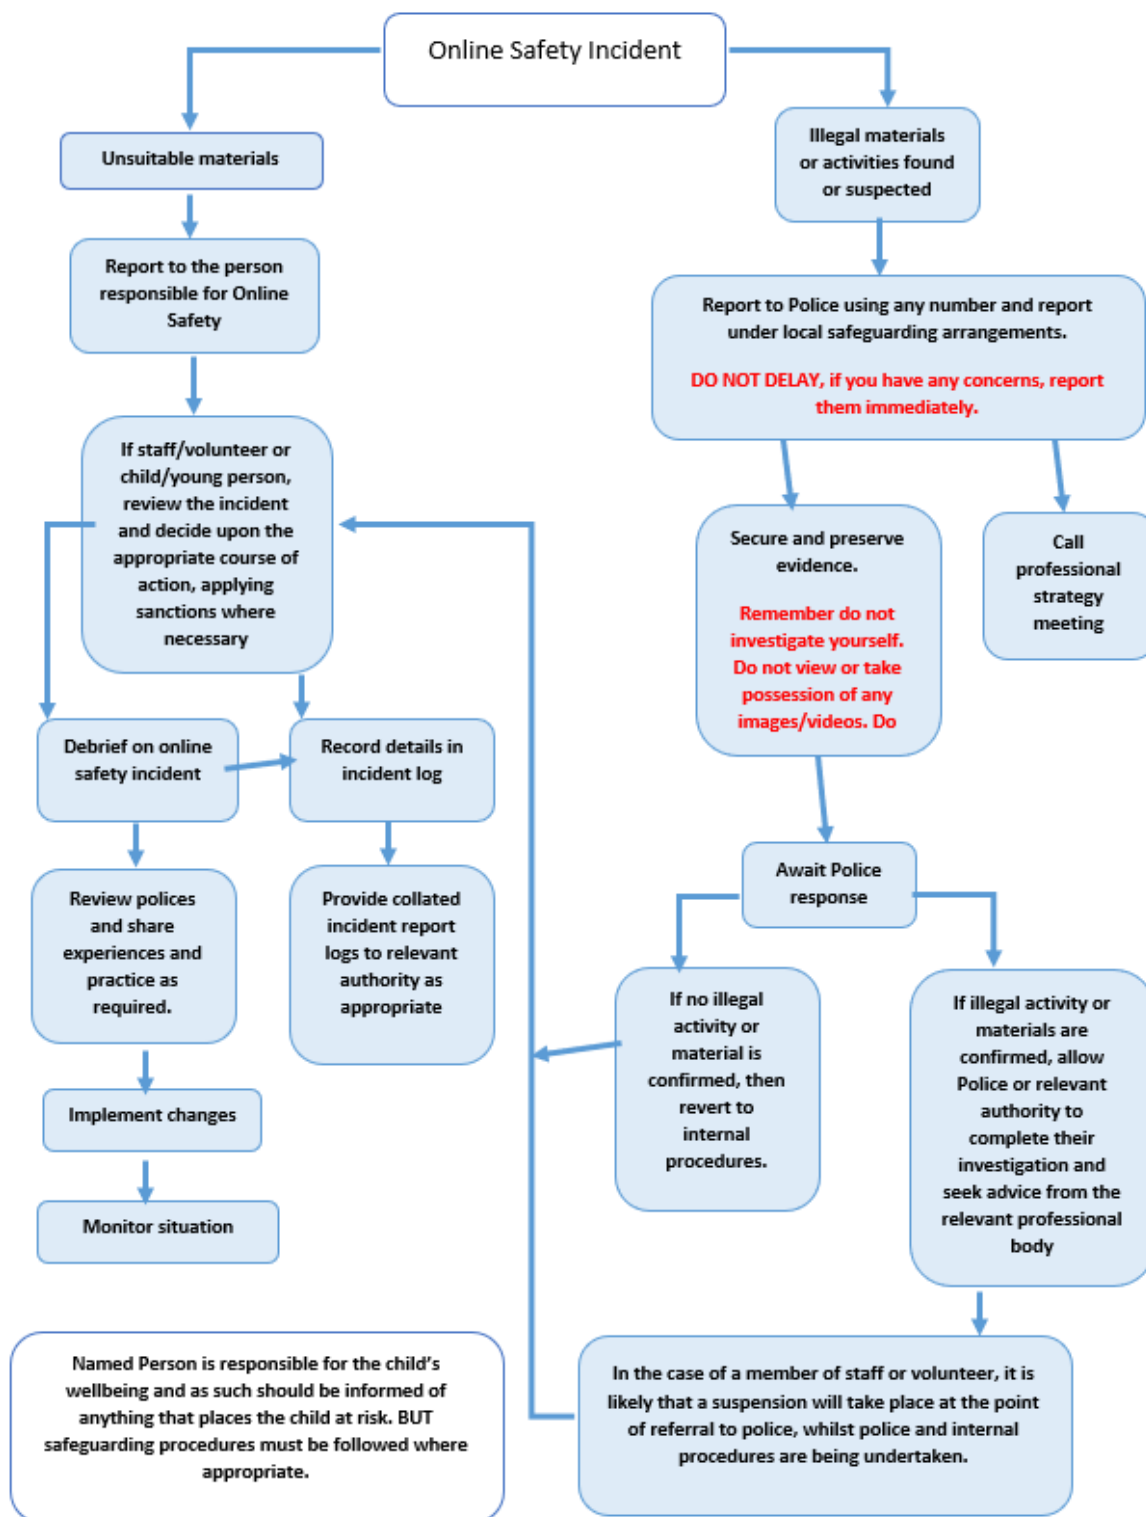 Online Safety Incident
Unsuitable materials
Illegal materials
or activities found
or suspected
Report to the person
responsible for Online
Safety
Report to Police using any number and report
under local safeguarding arrangements.
DO NOT DELAY, if you have any concerns, report
them immediately.
If staff/volunteer or
child/young person,
review the incident
and decide upon the
appropriate course of
action, applying
sanctions where
necessary
Secure and preserve
evidence.
Remember do not
investigate yourself.
Do not view or take
possession of any
images/videos. Do
Call
professional
strategy
meeting
Debrief on online
safety incident
Record details in
incident log
Await Police
response
Review polices
and share
experiences and
practice as
required.
Provide collated
incident report
logs to relevant
authority as
appropriate
If no illegal
activity or
material is
confirmed, then
revert to
internal
procedures.
If illegal activity or
materials are
confirmed, allow
Police or relevant
authority to
complete their
investigation and
seek advice from the
relevant professional
body
Implement changes
Monitor situation
Named Person is responsible for the child's
wellbeing and as such should be informed of
anything that places the child at risk. BUT
safeguarding procedures must be followed where
appropriate.
In the case of a member of staff or volunteer, it is
likely that a suspension will take place at the point
of referral to police, whilst police and internal
procedures are being undertaken.